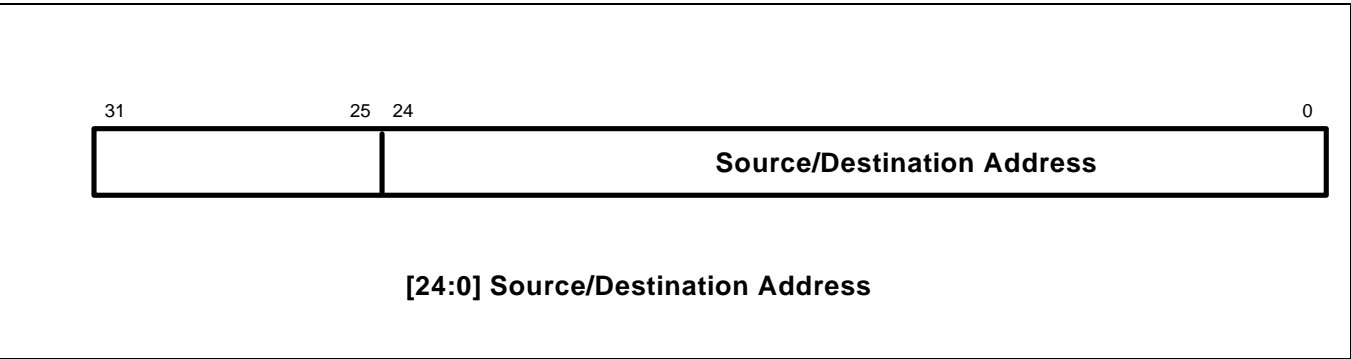 31 25 24 0
Source/Destination Address
[24:0] Source/Destination Address